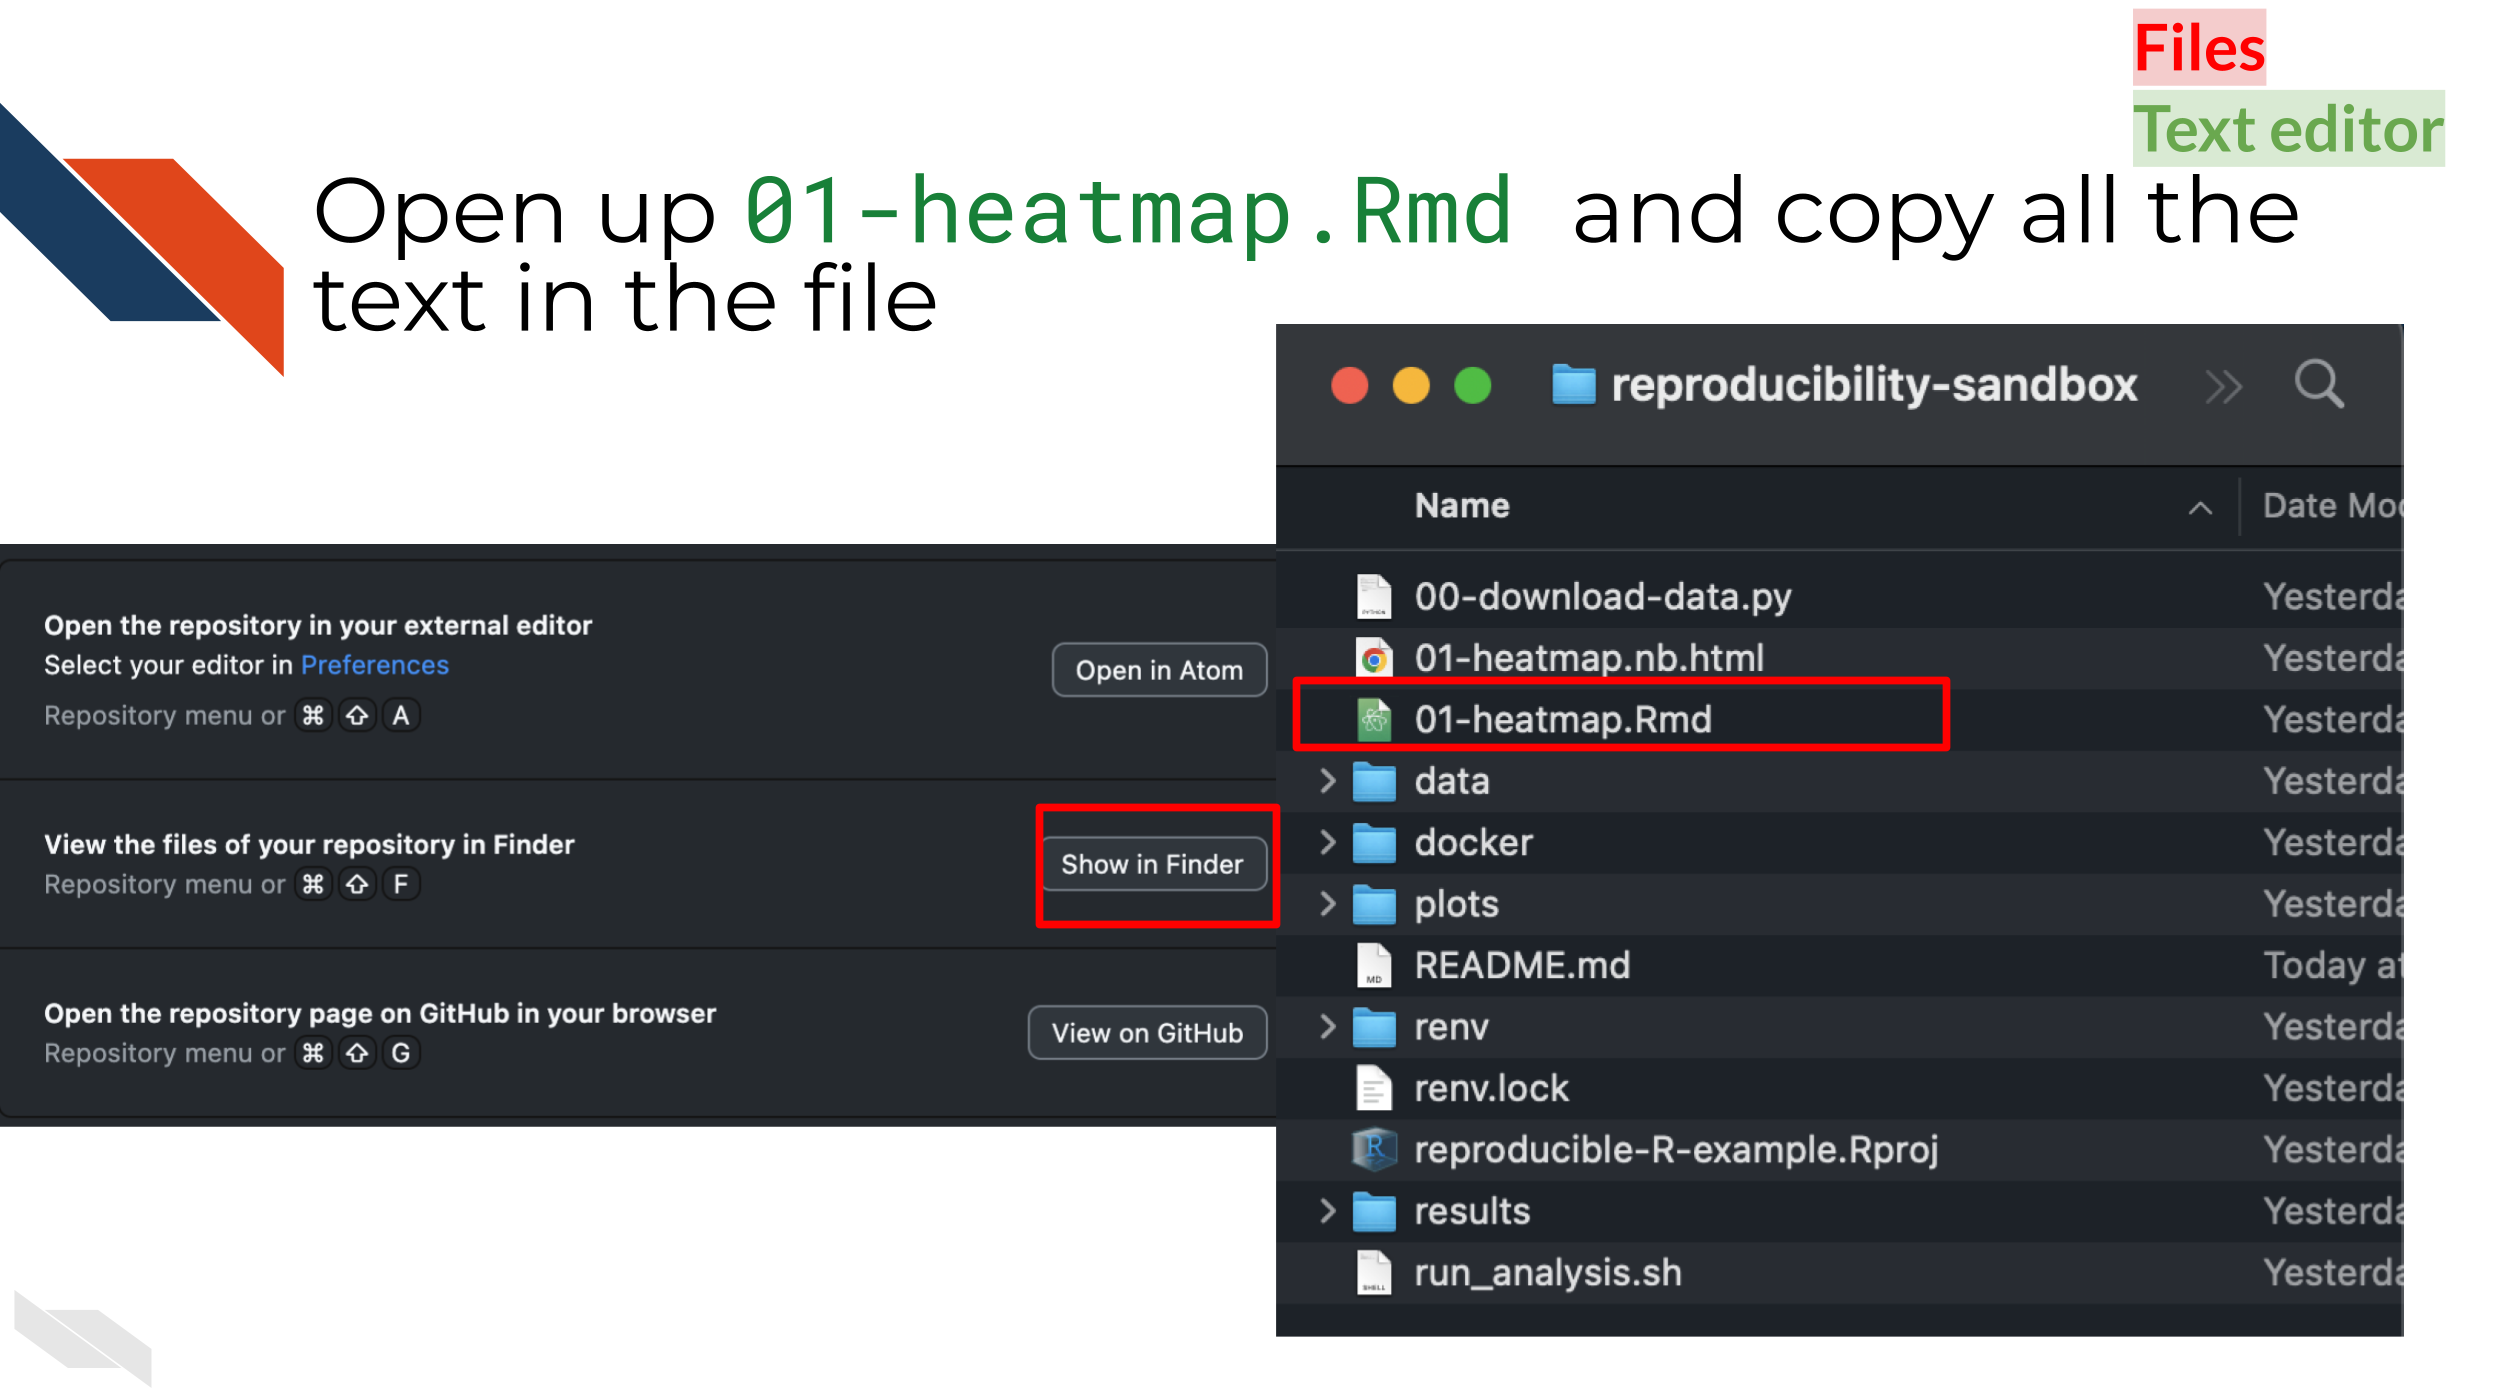 Files
Text editor
Open up 01-heatmap.Rmd and copy all the
text in the file
Open the repository in your external editor
Select your editor in Preferences
Repository menu or ⌘ ⇧ A
Open in Atom
View the files of your repository in Finder
Repository menu or ⌘ ⇧ F
Show in Finder
Open the repository page on GitHub in your browser
Repository menu or ⌘ ⇧ G
View on GitHub
reproducibility-sandbox
Name Date Mod
00-download-data.py Yesterda
01-heatmap.nb.html Yesterda
01-heatmap.Rmd Yesterda
data Yesterda
docker Yesterda
plots Yesterda
README.md Today at
renv Yesterda
renv.lock Yesterda
reproducible-R-example.Rproj Yesterda
results Yesterda
run_analysis.sh Yesterda
PYTHON
MD
R
SHELL